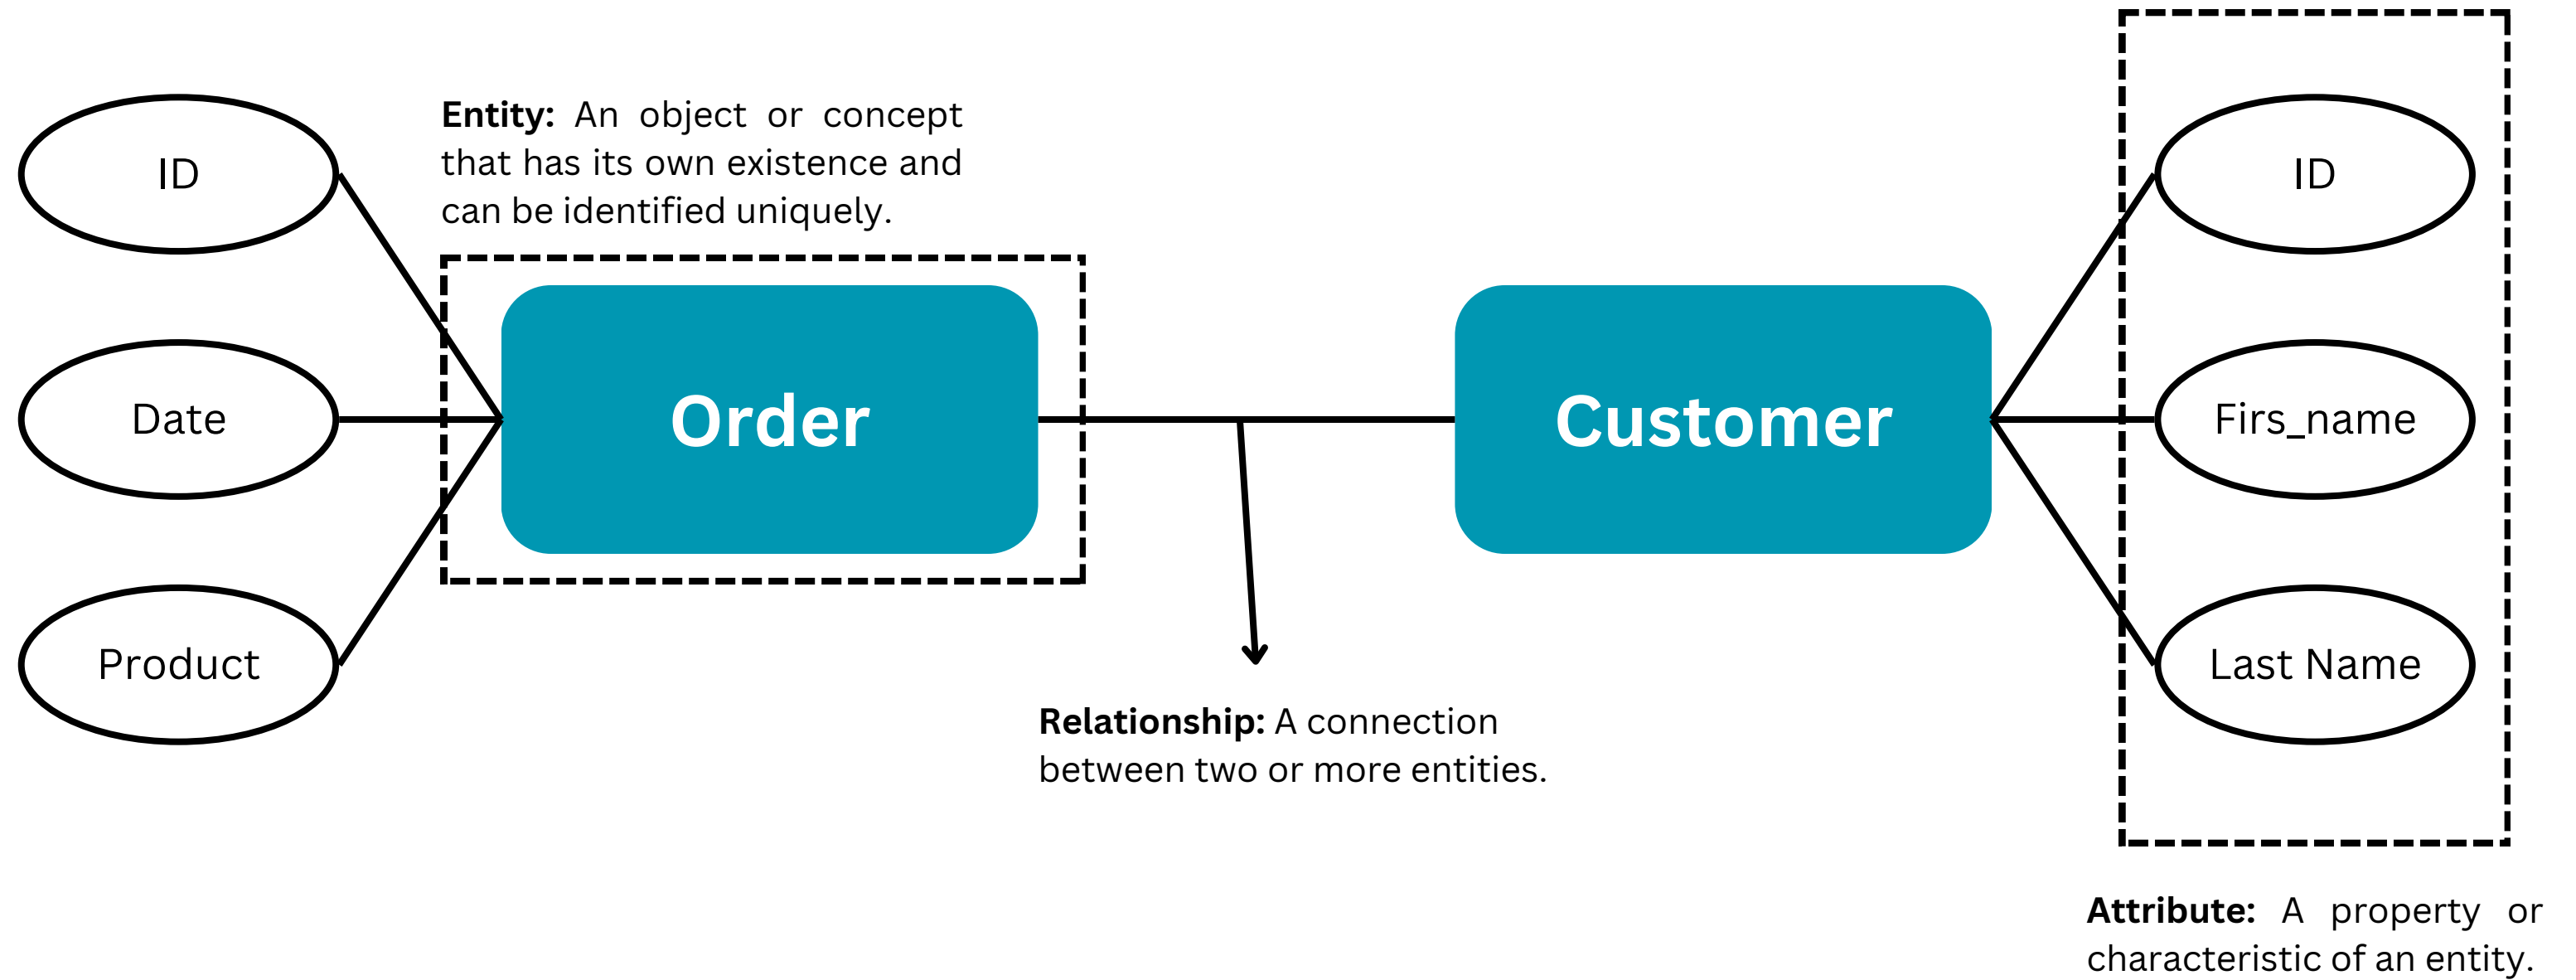 Entity: An object or concept
that has its own existence and
can be identified uniquely.
ID
Date
Product
Order
Customer
ID
Firs_name
Last Name
Relationship: A connection
between two or more entities.
Attribute: A property or
characteristic of an entity.